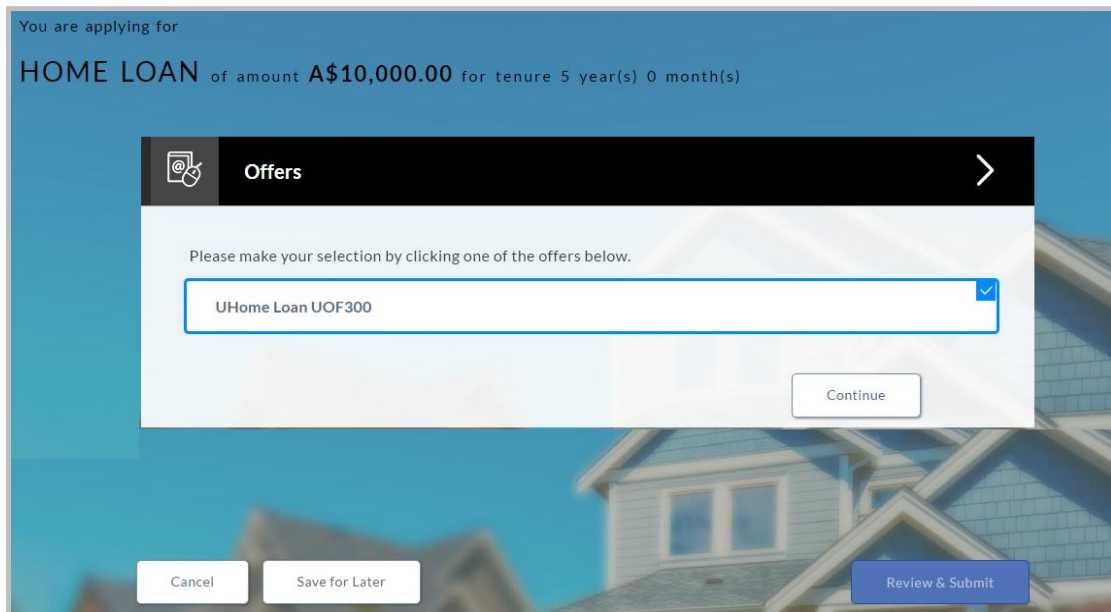 You are applying for
HOME LOAN of amount A$10,000.00 for tenure 5 year(s) 0 month(s)
Offers
Please make your selection by clicking one of the offers below.
UHome Loan UOF300
Continue
Cancel Save for Later Review & Submit